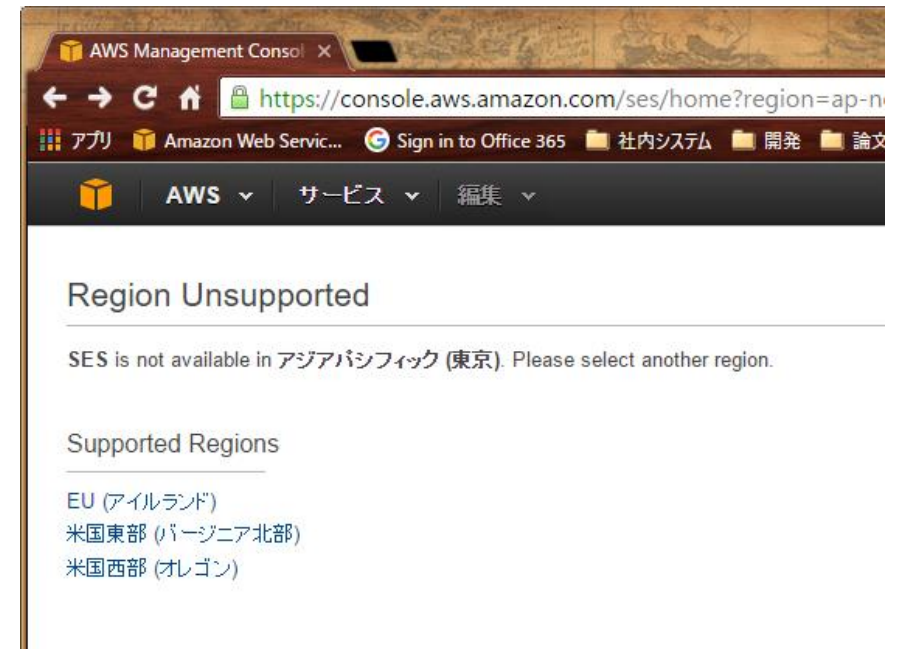 AWS Management Consol
https://console.aws.amazon.com/ses/home?region=ap-n
アプリ Amazon Web Servic... Sign in to Office 365 社内システム 開発 論文
AWS サービス 編集
Region Unsupported
SES is not available in アジアパシフィック (東京). Please select another region.
Supported Regions
EU (アイルランド)
米国東部 (バージニア北部)
米国西部 (オレゴン)